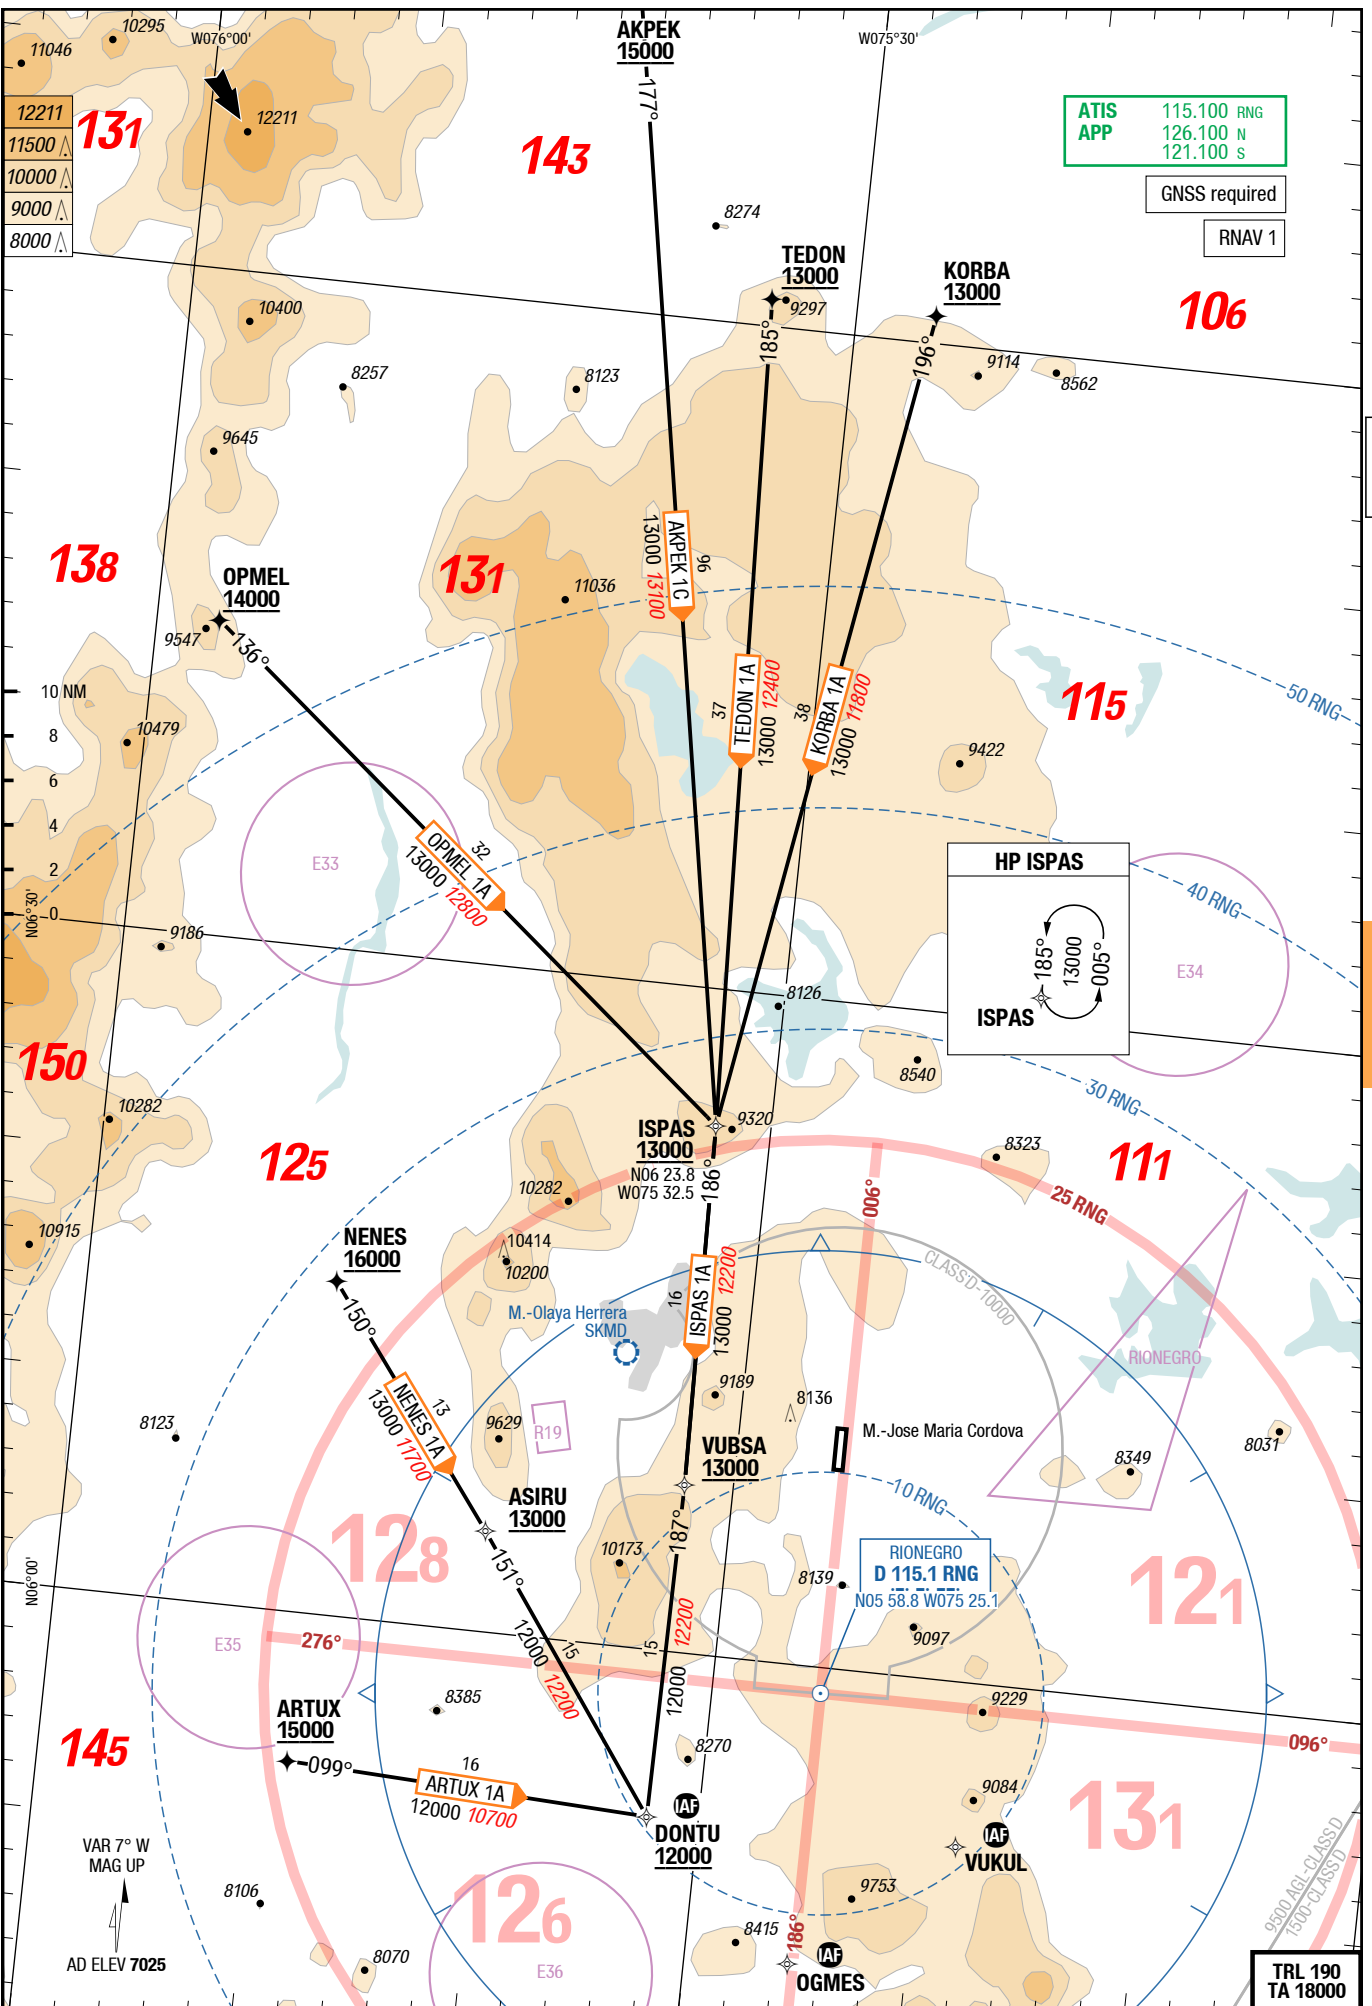 10295
11046
W076°00'
AKPEK
15000
177°
W075°30'
12211
11500
10000
9000
8000
131
12211
143
ATIS 115.100 RNG
APP 126.100 N
121.100 S
GNSS required
RNAV 1
8274
TEDON
13000
9297
185°
KORBA
13000
196°
106
10400
8257
8123
9114
8562
9645
138
OPMEL
14000
9547
136°
131
11036
AKPEK 1C
13000 13100
96
TEDON 1A
13000 12400
37
KORBA 1A
13000 11800
38
115
50 RNG
10 NM
8
6
4
2
0
10479
9422
E33
OPMEL 1A
13000 12800
32
HP ISPAS
185°
13000
005°
ISPAS
40 RNG
E34
N06°30'
9186
8126
150
8540
30 RNG
10282
125
ISPAS
13000
N06 23.8
W075 32.5
9320
186°
8323
111
10282
006°
25 RNG
10915
NENES
16000
150°
10414
10200
M.-Olaya Herrera
SKMD
ISPAS 1A
13000 12200
16
CLASS D-10000
RIONEGRO
NENES 1A
13000 11700
13
8123
9629
R19
9189
8136
M.-Jose Maria Cordova
8031
8349
VUBSA
13000
ASIRU
13000
10 RNG
128
151°
10173
187°
RIONEGRO
D 115.1 RNG
N05 58.8 W075 25.1
8139
121
N06°00'
E35
276°
12000 12200
15
15
12000 12200
9097
ARTUX
15000
8385
9229
096°
145
099°
16
ARTUX 1A
12000 10700
8270
IAF
DONTU
12000
9084
131
IAF
VUKUL
VAR 7° W
MAG UP
8106
126
9753
9500 AGL-CLASS D
1500-CLASS D
AD ELEV 7025
8070
E36
8415
186°
IAF
OGMES
TRL 190
TA 18000